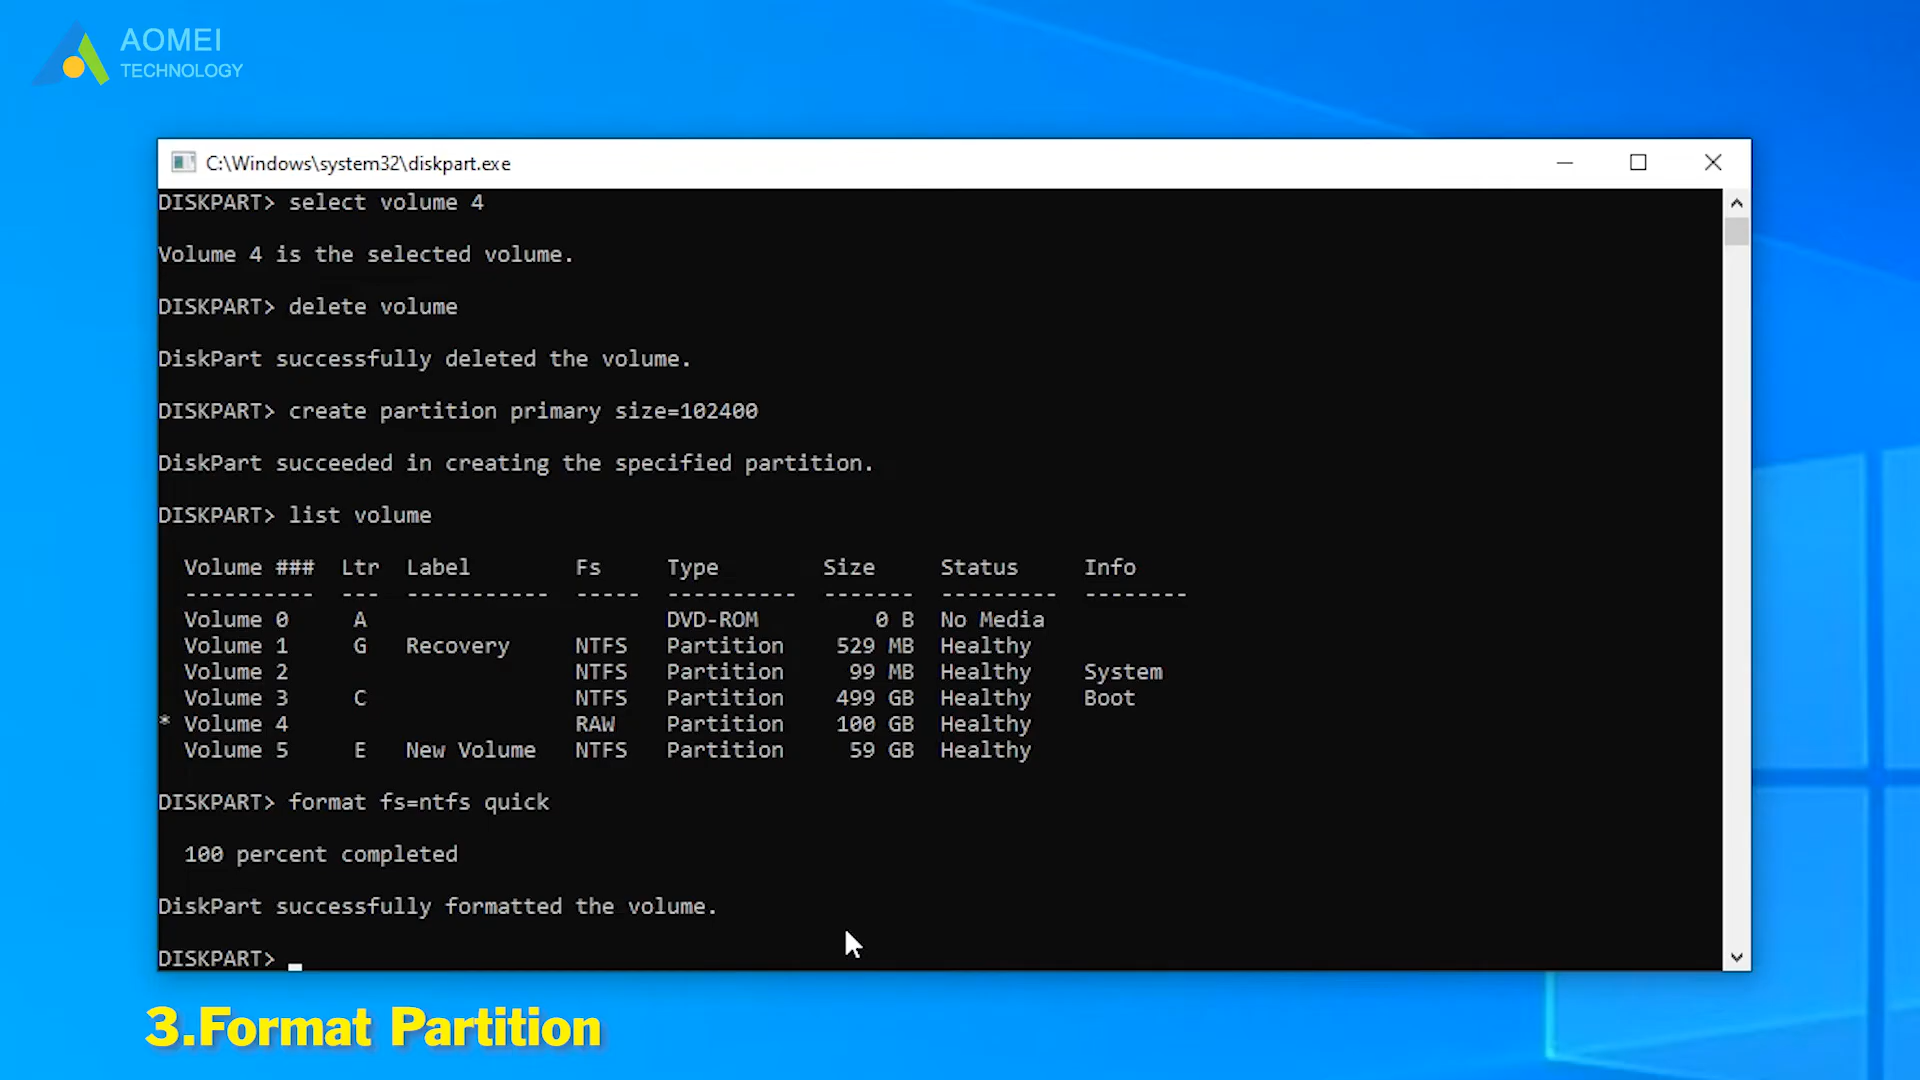 AOMEI
TECHNOLOGY
C:\Windows\system32\diskpart.exe
DISKPART> select volume 4
Volume 4 is the selected volume.
DISKPART> delete volume
DiskPart successfully deleted the volume.
DISKPART> create partition primary size=102400
DiskPart succeeded in creating the specified partition.
DISKPART> list volume
  Volume ###  Ltr  Label        Fs     Type        Size     Status     Info
  ----------  ---  -----------  -----  ----------  -------  ---------  --------
  Volume 0     A                       DVD-ROM         0 B  No Media
  Volume 1     G   Recovery     NTFS   Partition    529 MB  Healthy
  Volume 2                      NTFS   Partition     99 MB  Healthy    System
  Volume 3     C                NTFS   Partition    499 GB  Healthy    Boot
* Volume 4                      RAW    Partition    100 GB  Healthy
  Volume 5     E   New Volume   NTFS   Partition     59 GB  Healthy
DISKPART> format fs=ntfs quick
  100 percent completed
DiskPart successfully formatted the volume.
DISKPART> _
3.Format Partition